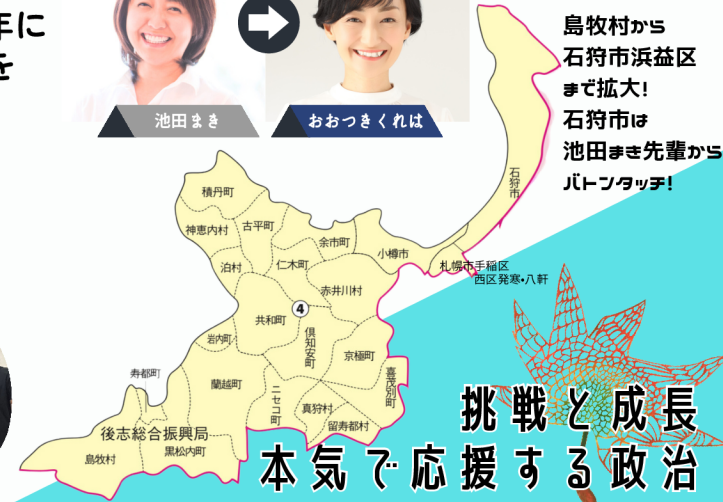 年に
を
池田まき
おおつきくれは
島牧村から
石狩市浜益区
まで拡大!
石狩市は
池田まき先輩から
バトンタッチ!
石狩市
積丹町
古平町
神恵内村
余市町
小樽市
札幌市手稲区
西区発寒・八軒
泊村
仁木町
赤井川村
④
共和町
倶知安町
岩内町
京極町
喜茂別町
寿都町
蘭越町
ニセコ町
真狩村
留寿都村
後志総合振興局
島牧村
黒松内町
挑戦と成長
本気で応援する政治